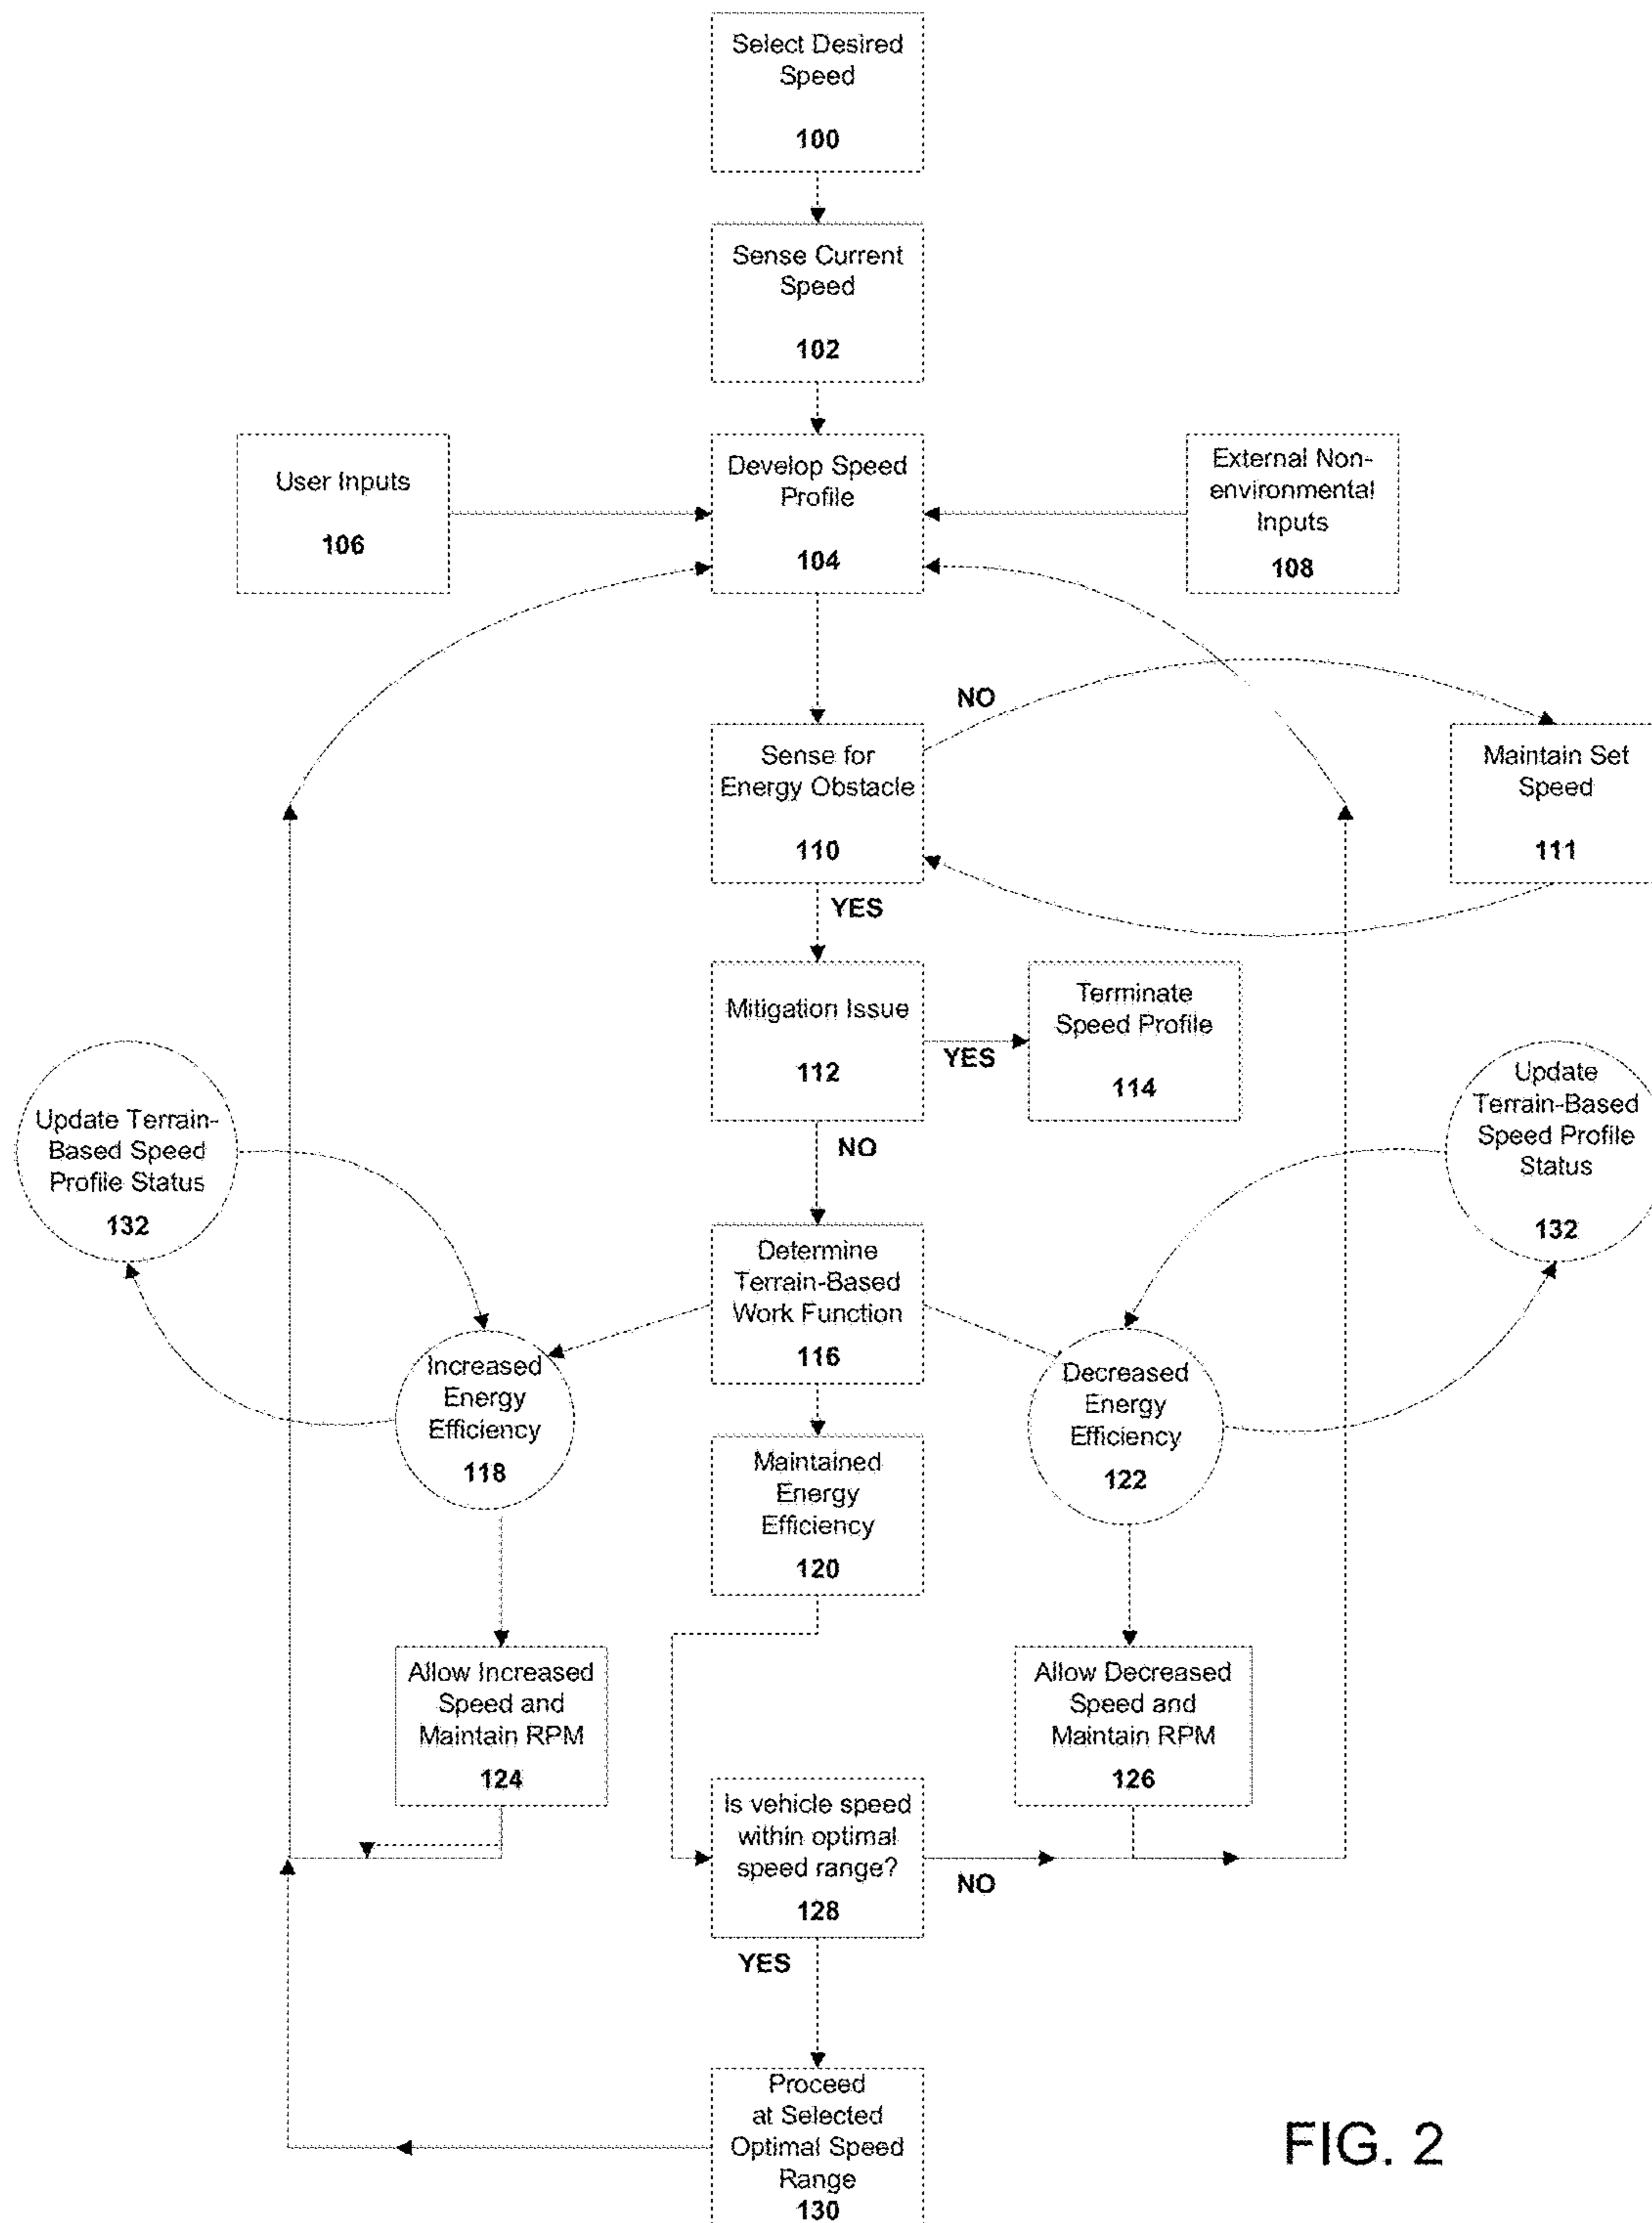 Select Desired
Speed
100
Sense Current
Speed
102
User Inputs
106
Develop Speed
Profile
104
External Non-
environmental
Inputs
108
NO
Sense for
Energy Obstacle
110
Maintain Set
Speed
111
YES
Mitigation Issue
112
YES
Terminate
Speed Profile
114
NO
Update Terrain-
Based Speed
Profile Status
132
Update
Terrain-Based
Speed Profile
Status
132
Determine
Terrain-Based
Work Function
116
Increased
Energy
Efficiency
118
Maintained
Energy
Efficiency
120
Decreased
Energy
Efficiency
122
Allow Increased
Speed and
Maintain RPM
124
Allow Decreased
Speed and
Maintain RPM
126
Is vehicle speed
within optimal
speed range?
128
NO
YES
Proceed
at Selected
Optimal Speed
Range
130
FIG. 2